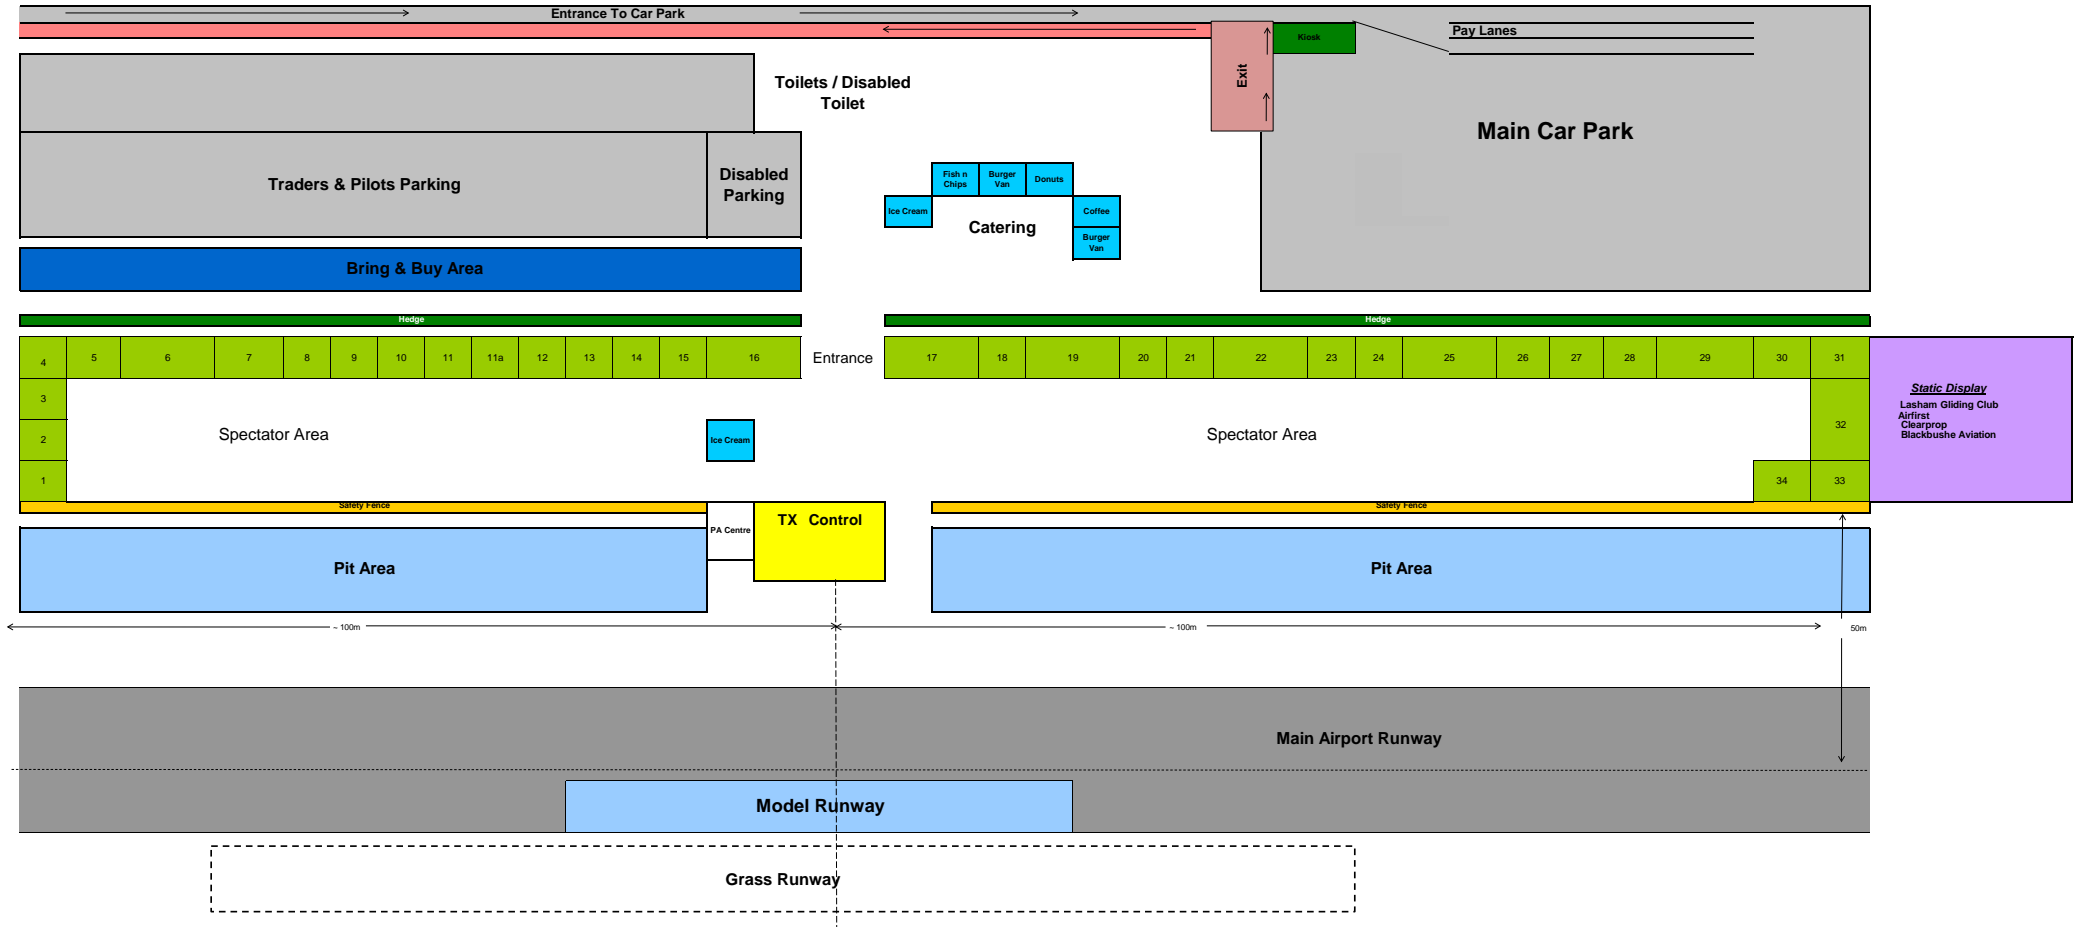 Entrance To Car Park
Kiosk
Pay Lanes
Exit
Toilets / Disabled
Toilet
Main Car Park
Traders & Pilots Parking
Disabled
Parking
Fish n
Chips
Burger
Van
Donuts
Ice Cream
Coffee
Catering
Burger
Van
Bring & Buy Area
Hedge
Hedge
4 5 6 7 8 9 10 11 11a 12 13 14 15 16 Entrance 17 18 19 20 21 22 23 24 25 26 27 28 29 30 31
3
2
1
Spectator Area
Ice Cream
Spectator Area
32
34 33
Static Display
Lasham Gliding Club
Airfirst
Clearprop
Blackbushe Aviation
Safety Fence
Safety Fence
PA Centre
TX Control
Pit Area
Pit Area
~ 100m
~ 100m
50m
Main Airport Runway
Model Runway
Grass Runway